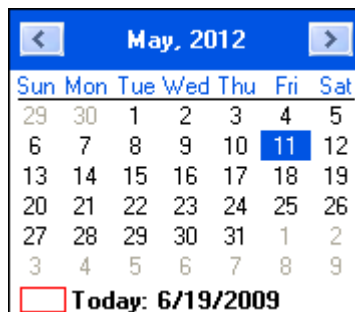 May, 2012
Sun Mon Tue Wed Thu Fri Sat
29 30 1 2 3 4 5
6 7 8 9 10 11 12
13 14 15 16 17 18 19
20 21 22 23 24 25 26
27 28 29 30 31 1 2
3 4 5 6 7 8 9
Today: 6/19/2009